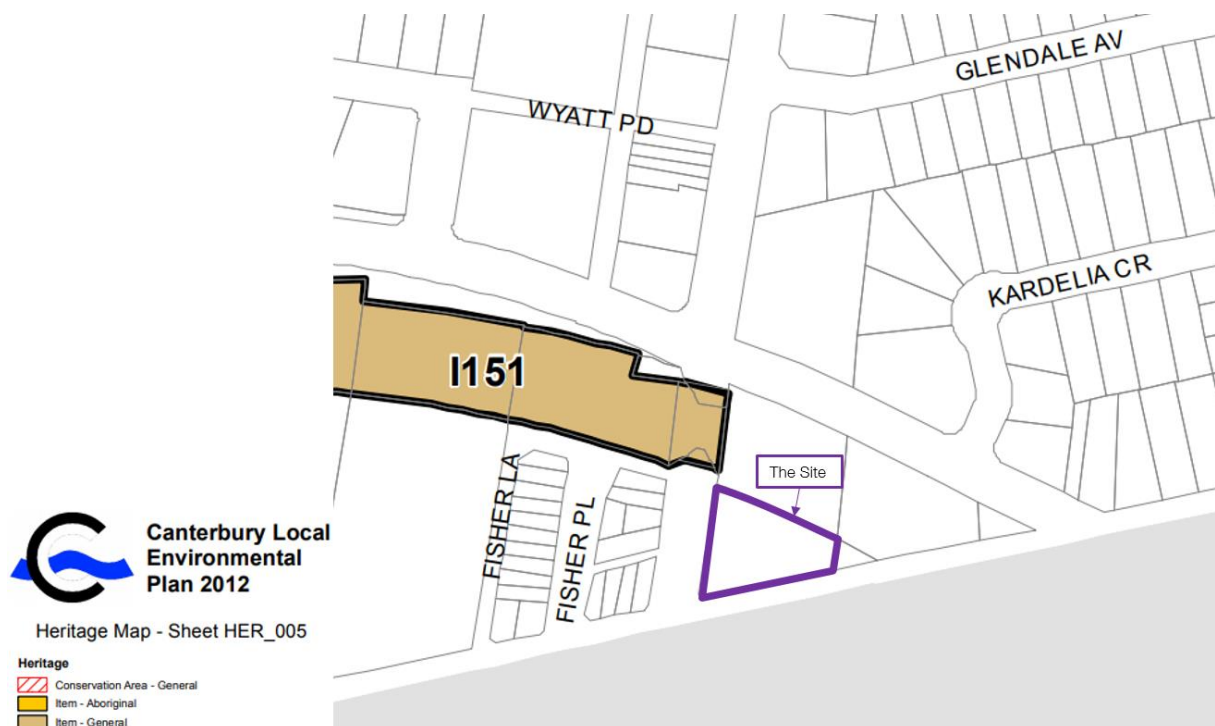 GLENDALE AV
WYATT PD
KARDELIA CR
I151
The Site
FISHER LA
FISHER PL
Canterbury Local
Environmental
Plan 2012
Heritage Map - Sheet HER_005
Heritage
Conservation Area - General
Item - Aboriginal
Item - General